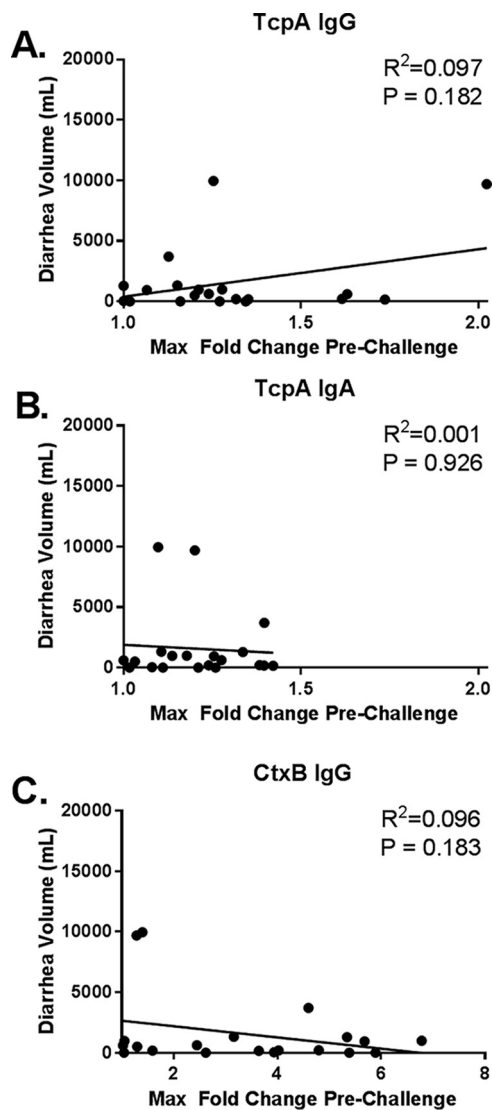 A.
TcpA IgG
R²=0.097
P = 0.182
20000
15000
10000
5000
0
Diarrhea Volume (mL)
1.0 1.5 2.0
Max Fold Change Pre-Challenge
B.
TcpA IgA
R²=0.001
P = 0.926
20000
15000
10000
5000
0
Diarrhea Volume (mL)
1.0 1.5 2.0
Max Fold Change Pre-Challenge
C.
CtxB IgG
R²=0.096
P = 0.183
20000
15000
10000
5000
0
Diarrhea Volume (mL)
2 4 6 8
Max Fold Change Pre-Challenge